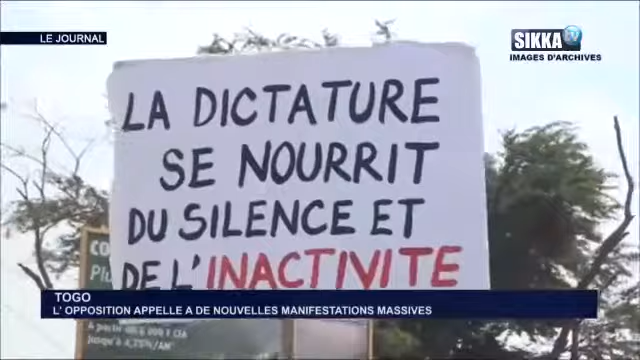 LE JOURNAL
SIKKA TV
IMAGES D'ARCHIVES
LA DICTATURE
SE NOURRIT
DU SILENCE ET
DE L'INACTIVITE
TOGO
L' OPPOSITION APPELLE A DE NOUVELLES MANIFESTATIONS MASSIVES